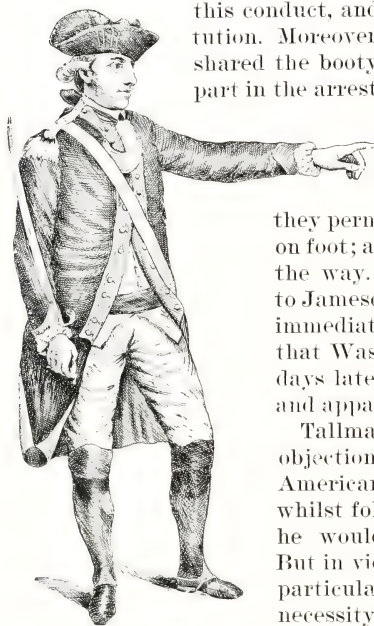 this conduct, and
tution. Moreover
shared the booty
part in the arrest
they perm
on foot; a
the way.
to Jameso
immediat
that Was
days late
and appa
Tallma
objection
American
whilst fol
he would
But in vie
particula
necessity